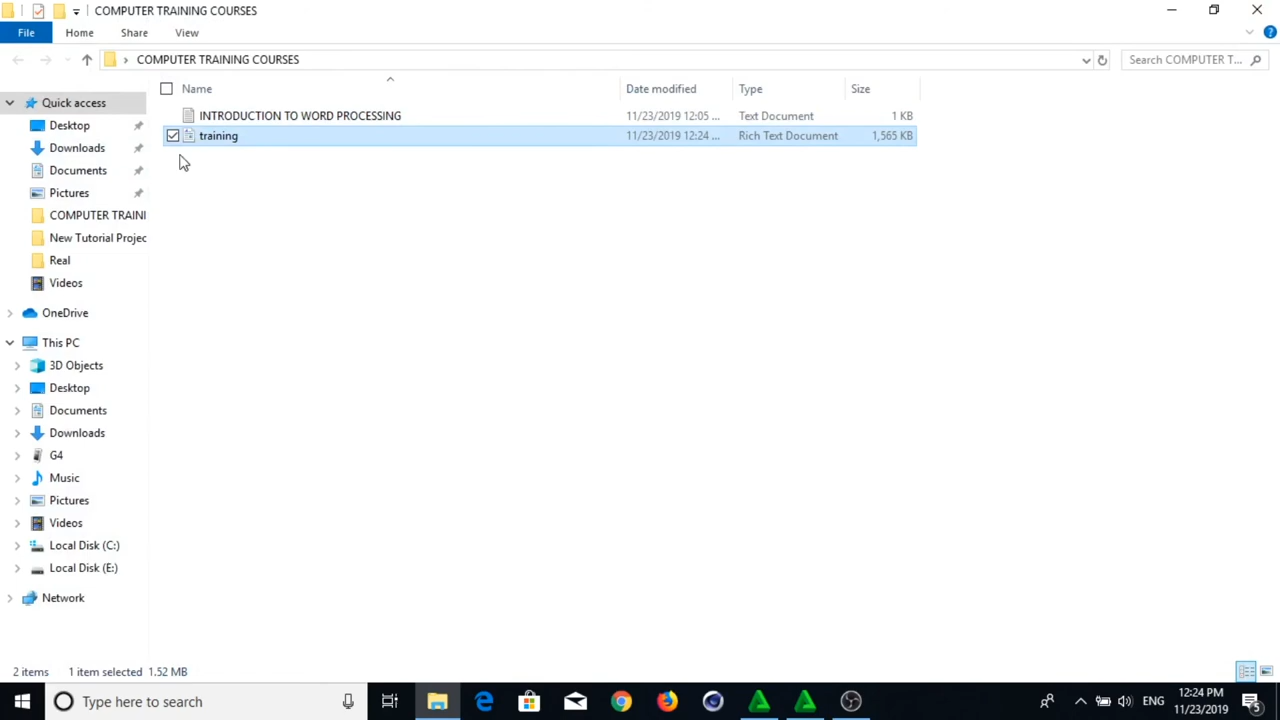 COMPUTER TRAINING COURSES
File Home Share View
COMPUTER TRAINING COURSES Search COMPUTER T...
Name Date modified Type Size
INTRODUCTION TO WORD PROCESSING 11/23/2019 12:05 ... Text Document 1 KB
training 11/23/2019 12:24 ... Rich Text Document 1,565 KB
Quick access
Desktop
Downloads
Documents
Pictures
COMPUTER TRAINI
New Tutorial Projec
Real
Videos
OneDrive
This PC
3D Objects
Desktop
Documents
Downloads
G4
Music
Pictures
Videos
Local Disk (C:)
Local Disk (E:)
Network
2 items 1 item selected 1.52 MB
Type here to search ENG 12:24 PM
11/23/2019 5